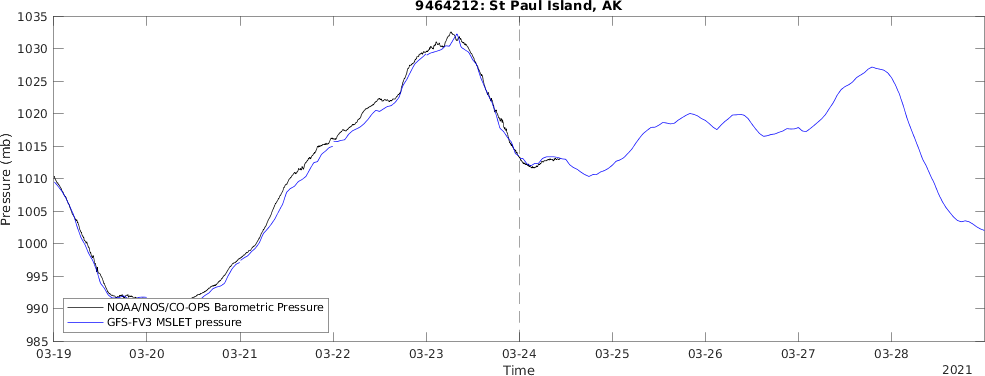 9464212: St Paul Island, AK
Pressure (mb)
1035
1030
1025
1020
1015
1010
1005
1000
995
990
985
NOAA/NOS/CO-OPS Barometric Pressure
GFS-FV3 MSLET pressure
03-19 03-20 03-21 03-22 03-23 03-24 03-25 03-26 03-27 03-28
Time
2021